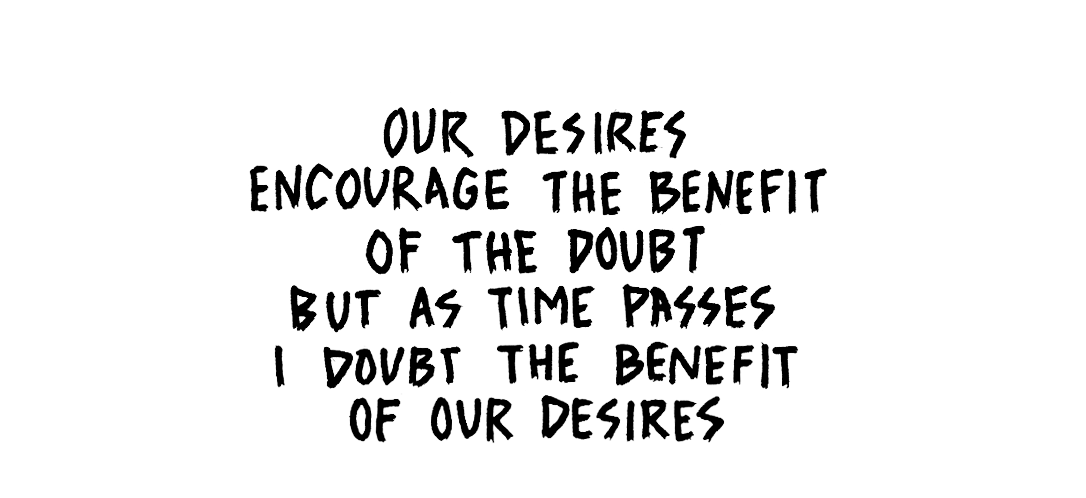 OUR DESIRES
ENCOURAGE THE BENEFIT
OF THE DOUBT
BUT AS TIME PASSES
I DOUBT THE BENEFIT
OF OUR DESIRES